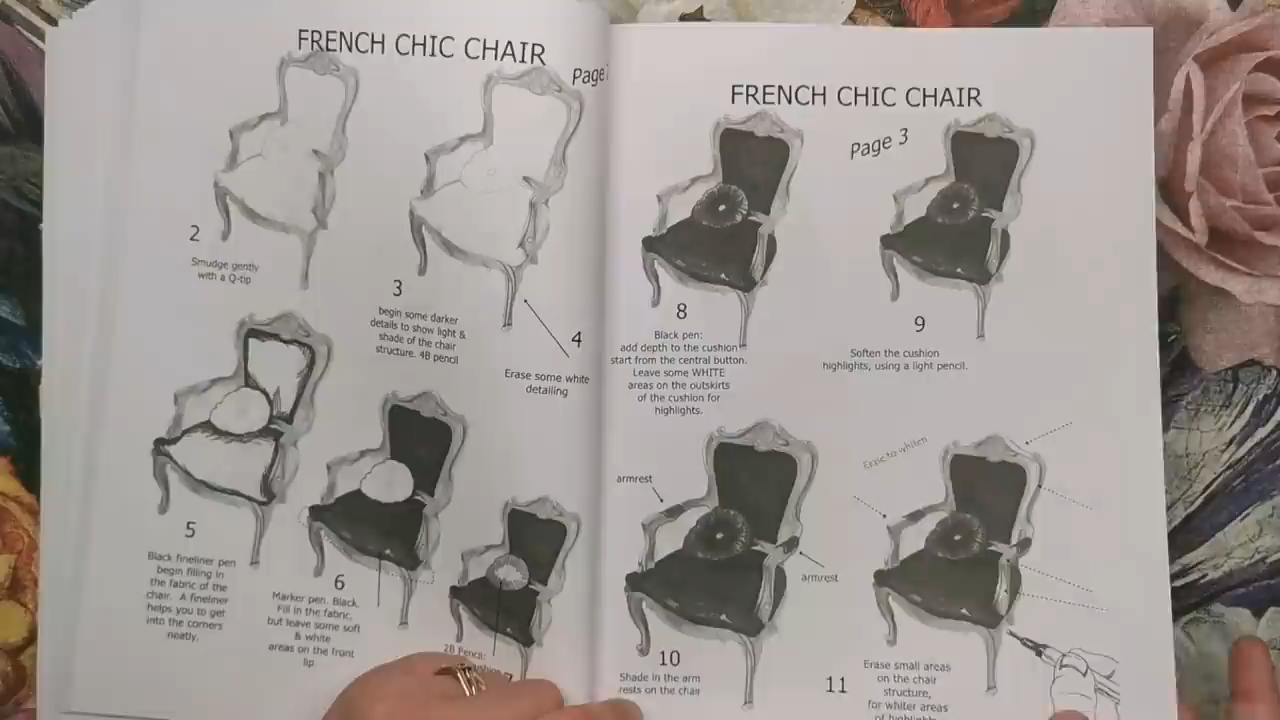 FRENCH CHIC CHAIR
Page
2
Smudge gently
with a Q-tip
3
begin some darker
details to show light &
shade of the chair
structure. 4B pencil
4
Erase some white
detailing
5
Black fineliner pen
begin filling in
the fabric of the
chair. A fineliner
helps you to get
into the corners
neatly.
6
Marker pen. Black.
Fill in the fabric,
but leave some soft
& white
areas on the front
lip
2B Pencil:
FRENCH CHIC CHAIR
Page 3
8
Black pen:
add depth to the cushion
start from the central button.
Leave some WHITE
areas on the outskirts
of the cushion for
highlights.
9
Soften the cushion
highlights, using a light pencil.
armrest
armrest
10
Shade in the arm
rests on the chair
Erase to whiten
11
Erase small areas
on the chair
structure,
for whiter areas
of highlights